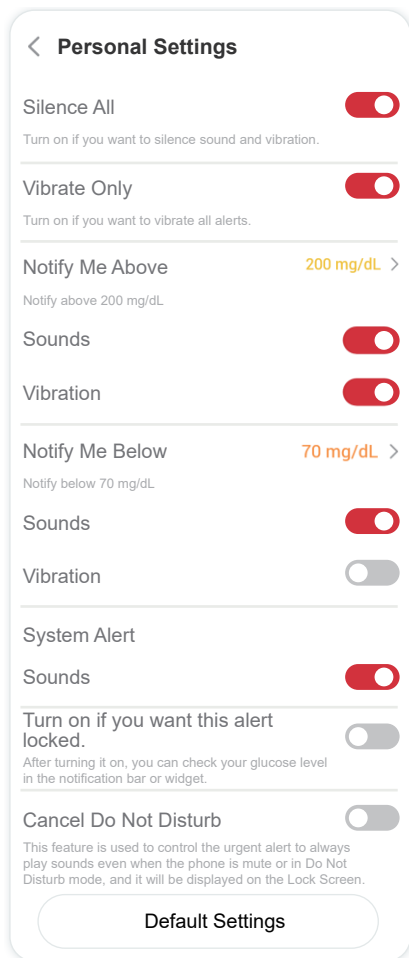 Personal Settings
Silence All
Turn on if you want to silence sound and vibration.
Vibrate Only
Turn on if you want to vibrate all alerts.
Notify Me Above 200 mg/dL
Notify above 200 mg/dL
Sounds
Vibration
Notify Me Below 70 mg/dL
Notify below 70 mg/dL
Sounds
Vibration
System Alert
Sounds
Turn on if you want this alert
locked.
After turning it on, you can check your glucose level
in the notification bar or widget.
Cancel Do Not Disturb
This feature is used to control the urgent alert to always
play sounds even when the phone is mute or in Do Not
Disturb mode, and it will be displayed on the Lock Screen.
Default Settings